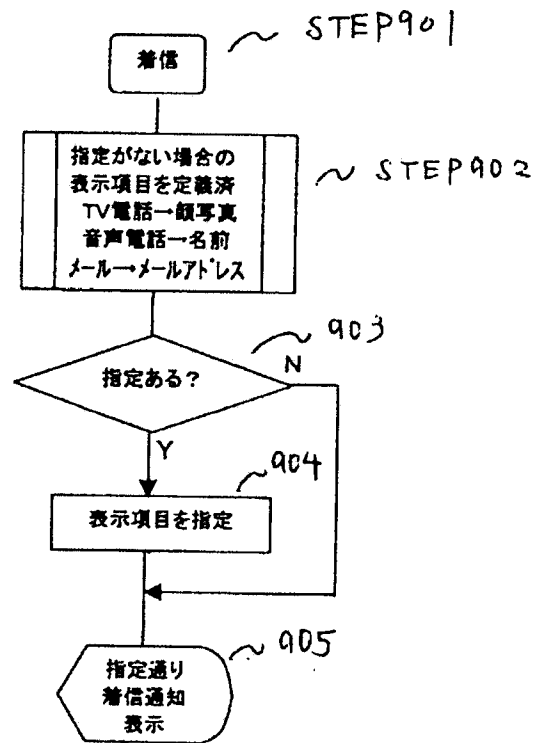 着信
STEP901
指定がない場合の
表示項目を定義済
TV電話→顔写真
音声電話→名前
メール→メールアドレス
STEP902
903
指定ある？
N
Y
904
表示項目を指定
905
指定通り
着信通知
表示